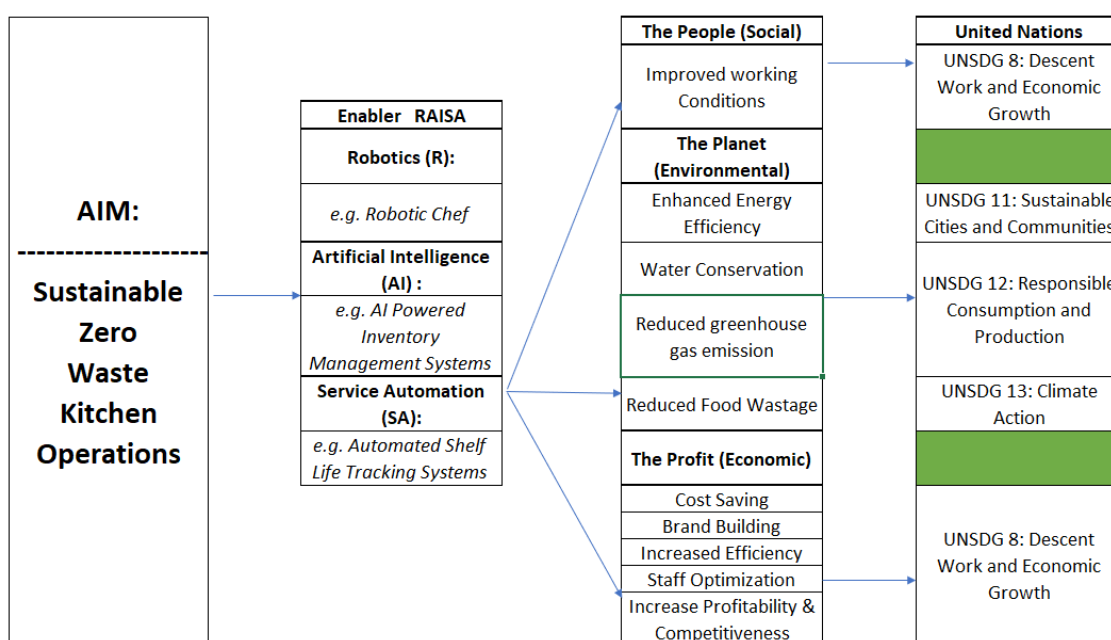 AIM:
Sustainable
Zero
Waste
Kitchen
Operations
Enabler RAISA
Robotics (R):
e.g. Robotic Chef
Artificial Intelligence
(AI) :
e.g. AI Powered
Inventory
Management Systems
Service Automation
(SA):
e.g. Automated Shelf
Life Tracking Systems
The People (Social)
Improved working
Conditions
The Planet
(Environmental)
Enhanced Energy
Efficiency
Water Conservation
Reduced greenhouse
gas emission
Reduced Food Wastage
The Profit (Economic)
Cost Saving
Brand Building
Increased Efficiency
Staff Optimization
Increase Profitability &
Competitiveness
United Nations
UNSDG 8: Descent
Work and Economic
Growth
UNSDG 11: Sustainable
Cities and Communities
UNSDG 12: Responsible
Consumption and
Production
UNSDG 13: Climate
Action
UNSDG 8: Descent
Work and Economic
Growth